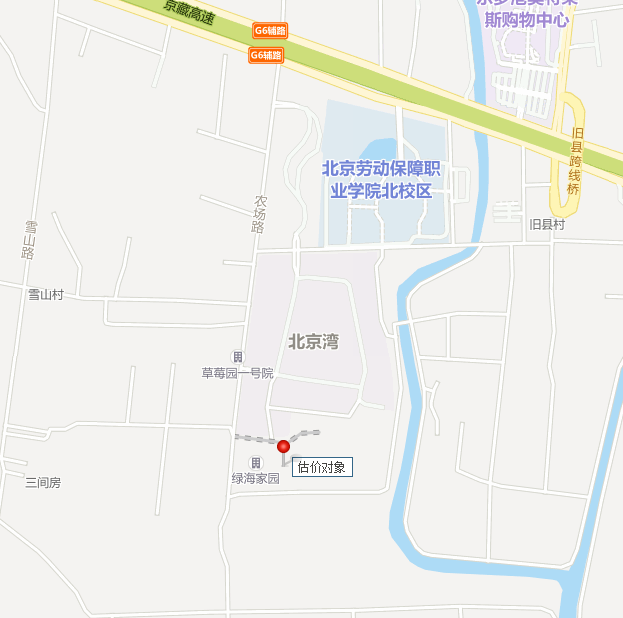 京藏高速
G6辅路
G6辅路
斯购物中心
旧县跨线桥
北京劳动保障职
业学院北校区
农场路
雪山路
旧县村
雪山村
北京湾
草莓园一号院
估价对象
绿海家园
三间房